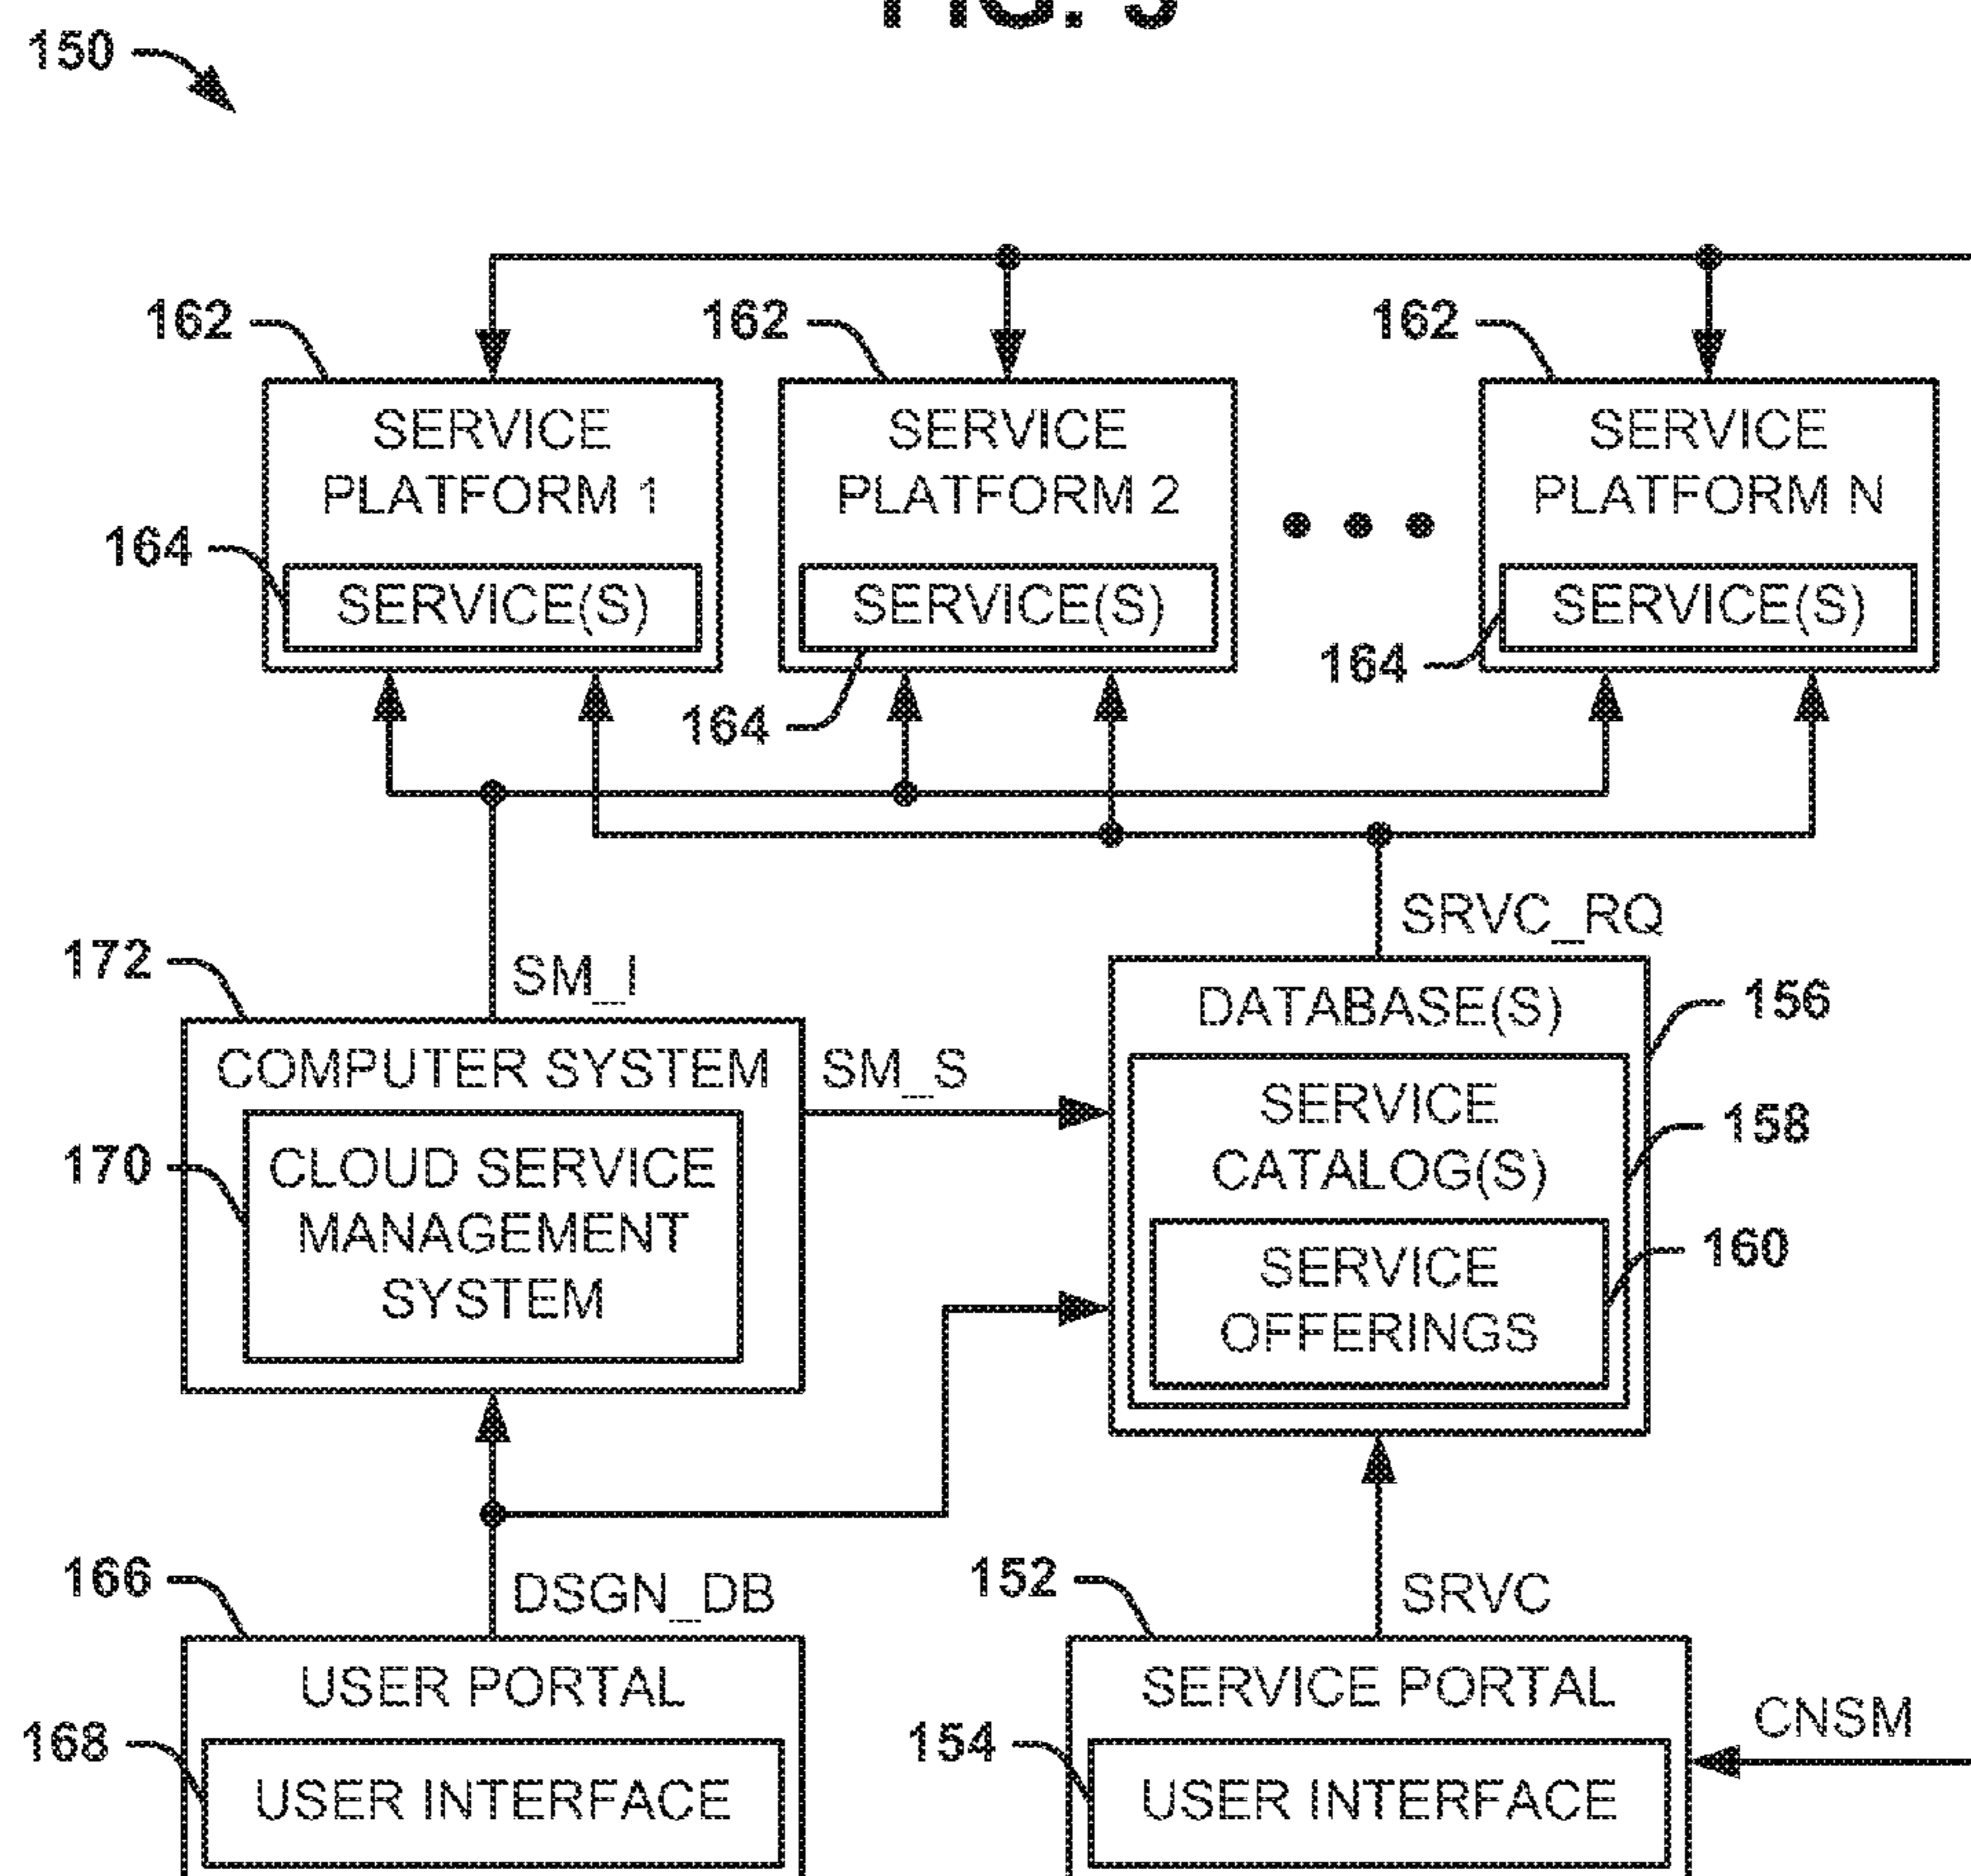 FIG. 3
150
162
162
162
SERVICE
PLATFORM 1
SERVICE
PLATFORM 2
SERVICE
PLATFORM N
164
SERVICE(S)
SERVICE(S)
SERVICE(S)
164
164
SRVC_RQ
172
SM_I
DATABASE(S)
156
COMPUTER SYSTEM
SM_S
SERVICE
CATALOG(S)
158
170
CLOUD SERVICE
MANAGEMENT
SYSTEM
SERVICE
OFFERINGS
160
166
DSGN_DB
152
SRVC
USER PORTAL
SERVICE PORTAL
CNSM
168
USER INTERFACE
154
USER INTERFACE